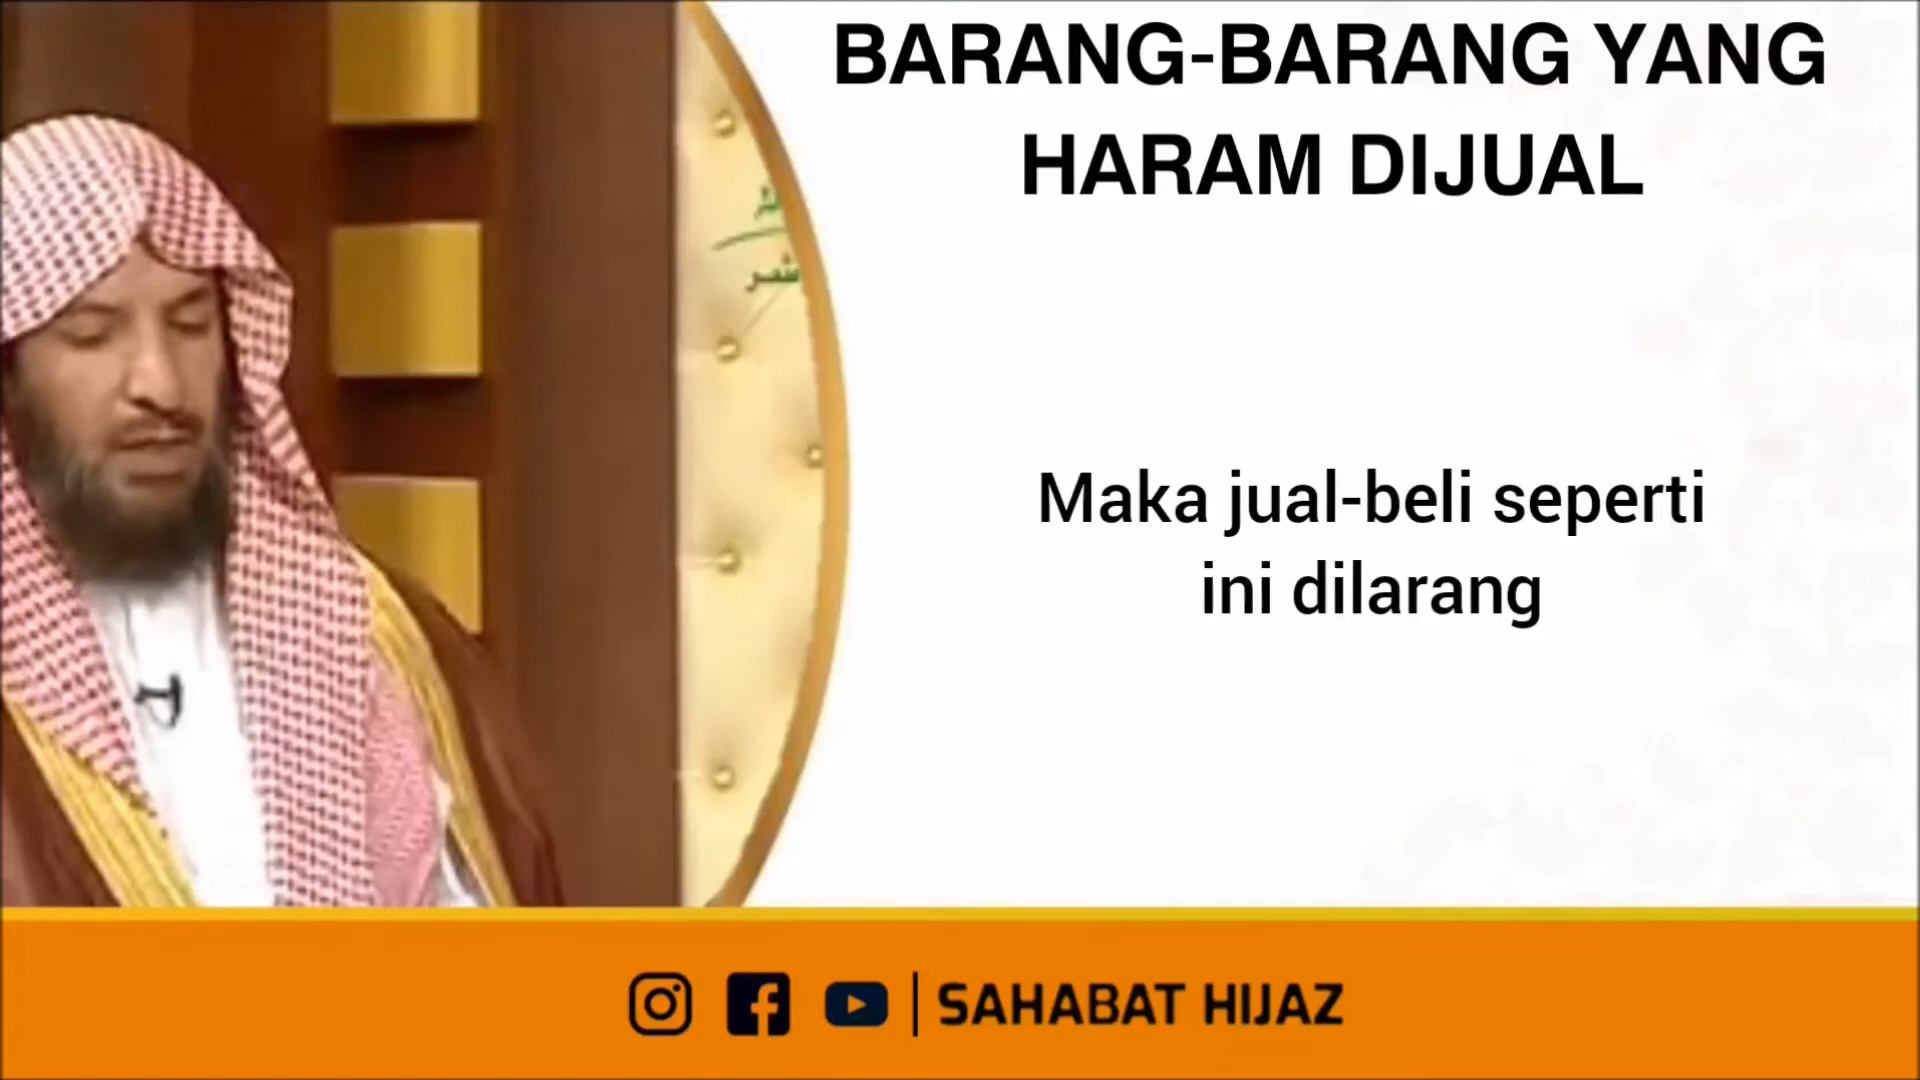 BARANG-BARANG YANG
HARAM DIJUAL
Maka jual-beli seperti
ini dilarang
SAHABAT HIJAZ